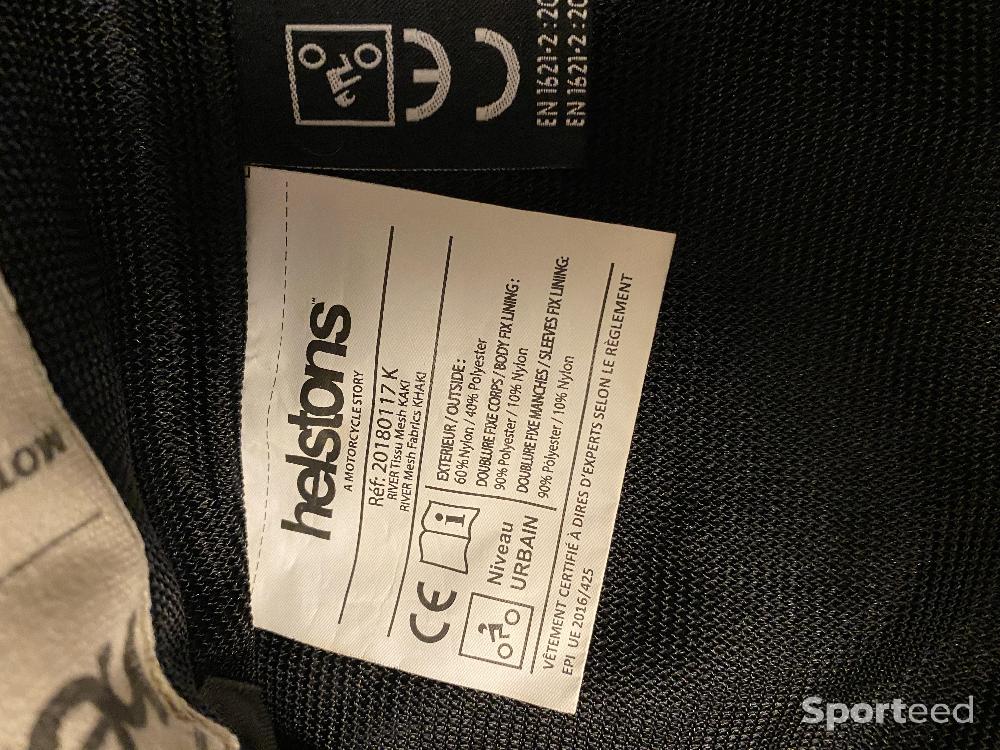 EN 1621-2:20
EN 1621-2:20
helstons™
A MOTORCYCLE STORY
Réf: 20180117 K
RIVER Tissu Mesh KAKI
RIVER Mesh Fabrics KHAKI
CE
i
Niveau
URBAIN
EXTERIEUR / OUTSIDE :
60% Nylon / 40% Polyester
DOUBLURE FIXE CORPS / BODY FIX LINING :
90% Polyester / 10% Nylon
DOUBLURE FIXE MANCHES / SLEEVES FIX LINING:
90% Polyester / 10% Nylon
VÊTEMENT CERTIFIÉ À DIRES D'EXPERTS SELON LE RÈGLEMENT
EPI UE 2016/425
MOT
Sporteed